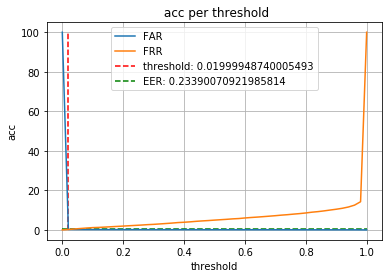 acc per threshold
FAR
FRR
threshold: 0.01999948740005493
EER: 0.23390070921985814
acc
100
80
60
40
20
0
0.0 0.2 0.4 0.6 0.8 1.0
threshold